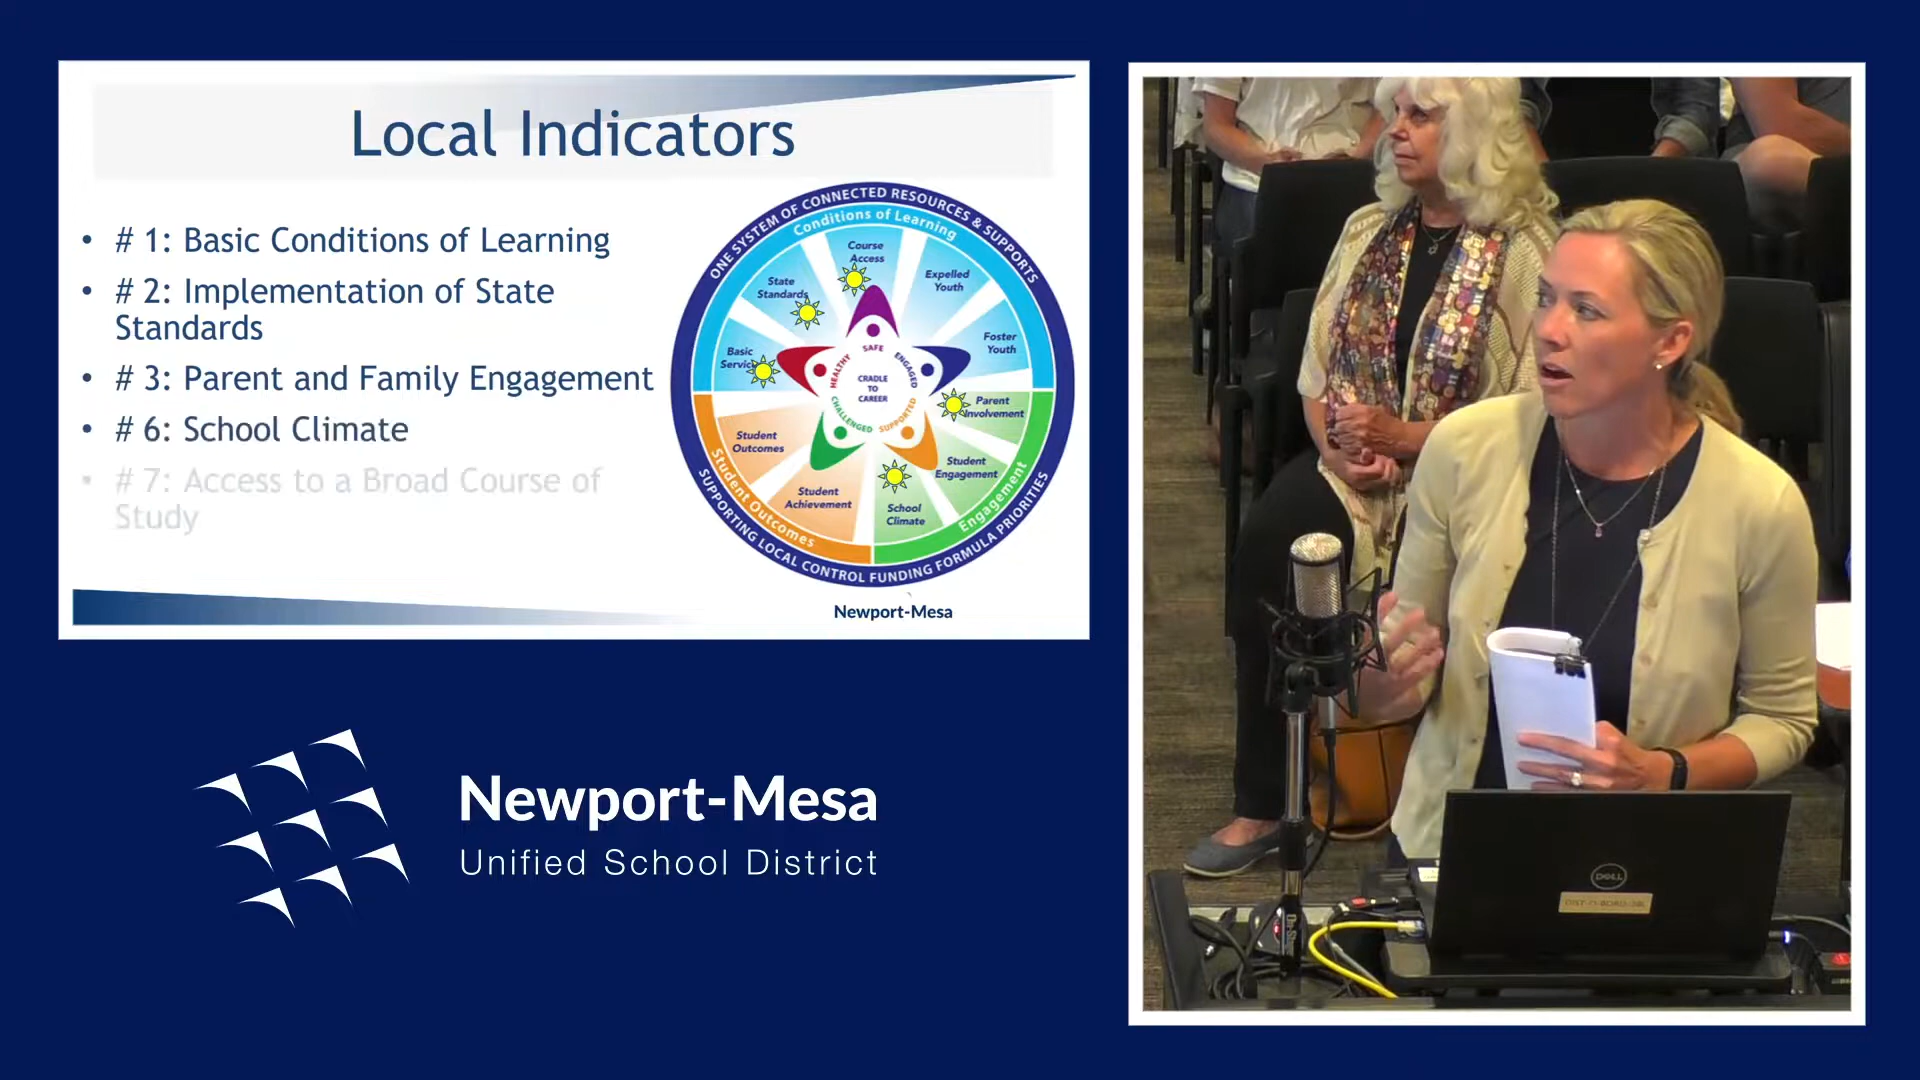 Local Indicators
• # 1: Basic Conditions of Learning
• # 2: Implementation of State
Standards
• # 3: Parent and Family Engagement
• # 6: School Climate
• # 7: Access to a Broad Course of
Study
ONE SYSTEM OF CONNECTED RESOURCES & SUPPORTS
Conditions of Learning
Course
Access
Expelled
Youth
State
Standards
Foster
Youth
Basic
SAFE
ENGAGED
HEALTHY
CRADLE
TO
CAREER
CHALLENGED
SUPPORTED
Parent
Involvement
Student
Outcomes
Student
Engagement
Student
Achievement
School
Climate
Student Outcomes
Engagement
SUPPORTING LOCAL CONTROL FUNDING FORMULA PRIORITIES
Newport-Mesa
Newport-Mesa
Unified School District
DELL